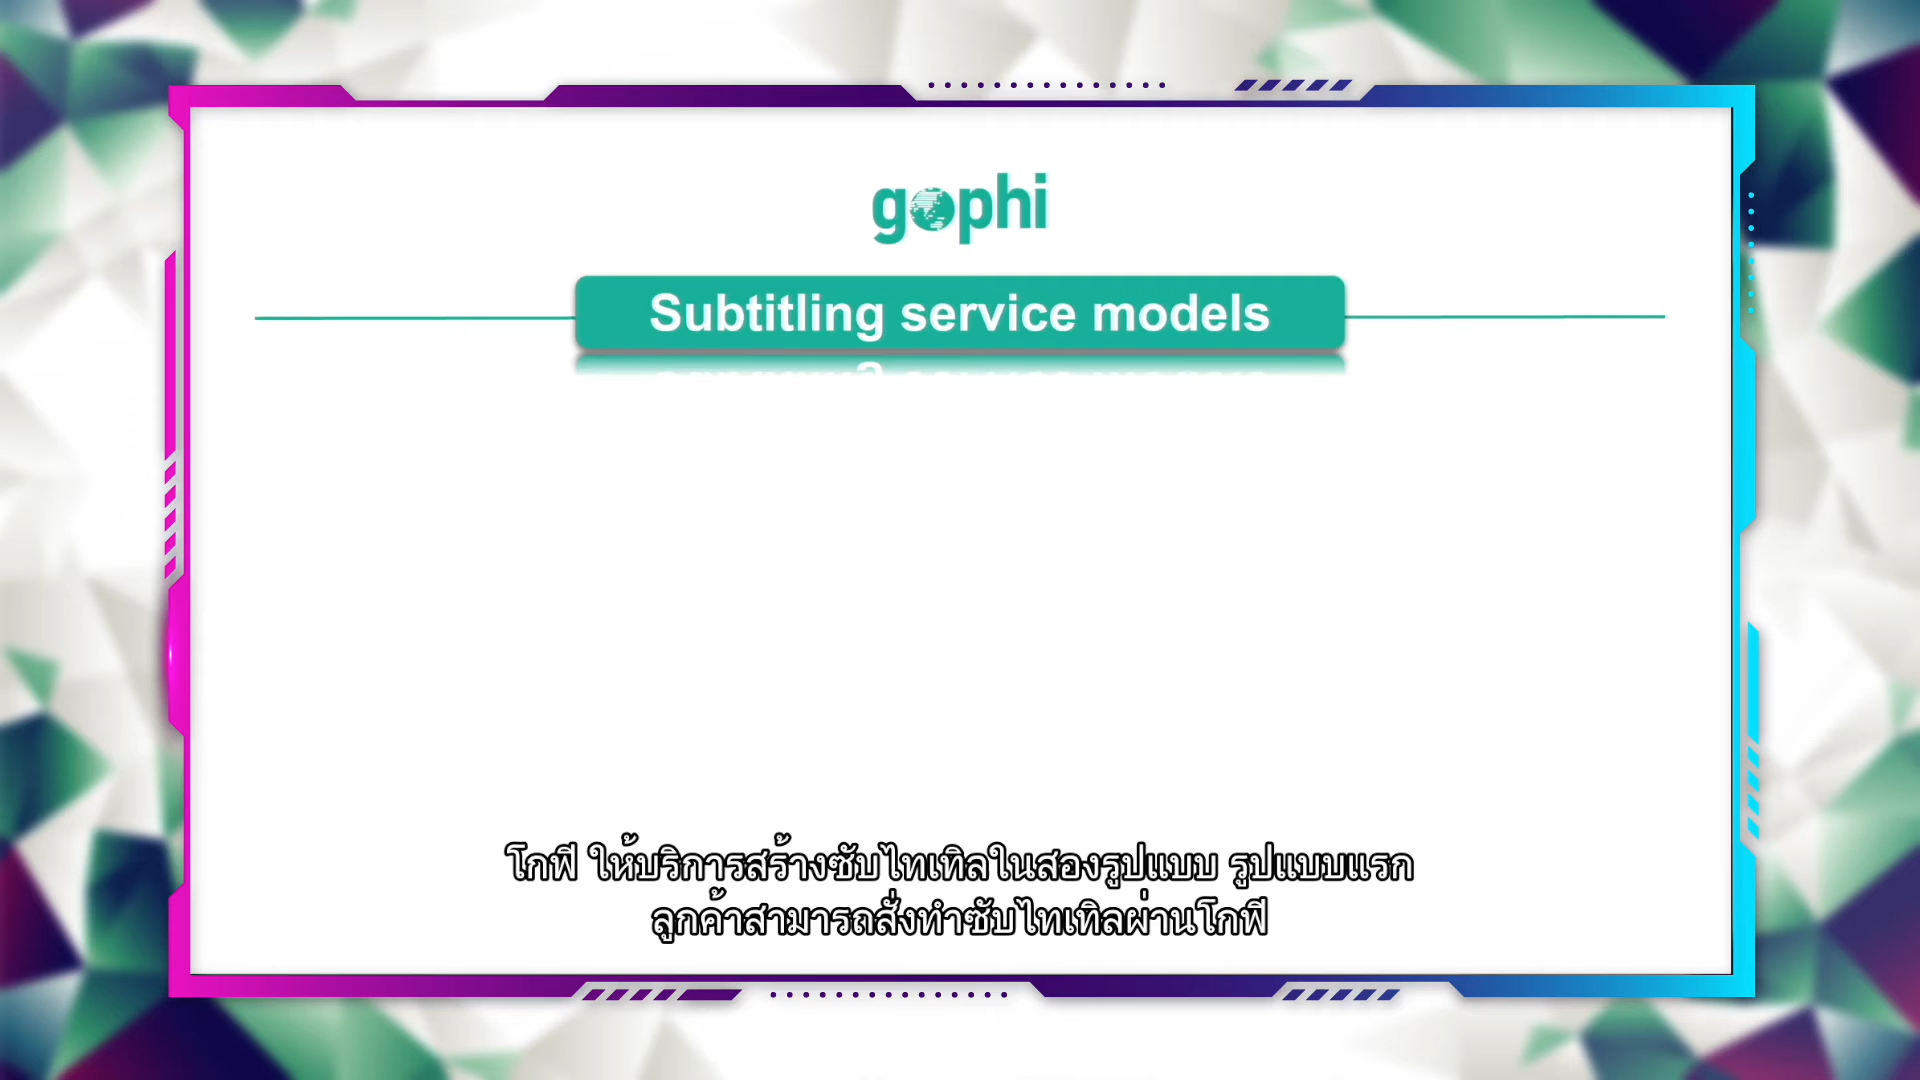 gophi
Subtitling service models
โกฟี ให้บริการสร้างซับไทเทิลในสองรูปแบบ รูปแบบแรก
ลูกค้าสามารถสั่งทำซับไทเทิลผ่านโกฟี